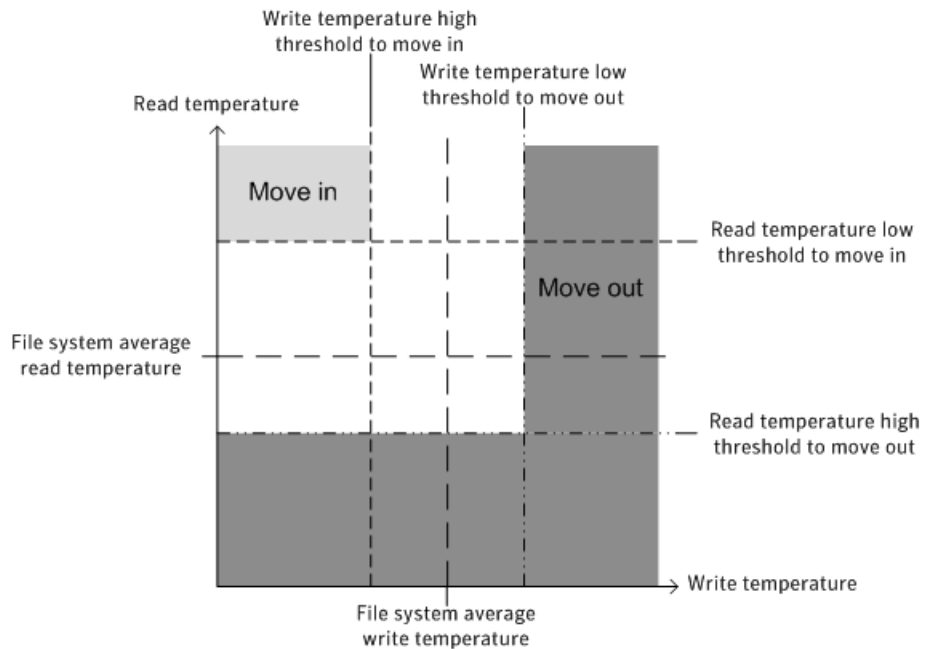 Write temperature high
threshold to move in
Write temperature low
threshold to move out
Read temperature
Move in
Read temperature low
threshold to move in
Move out
File system average
read temperature
Read temperature high
threshold to move out
Write temperature
File system average
write temperature